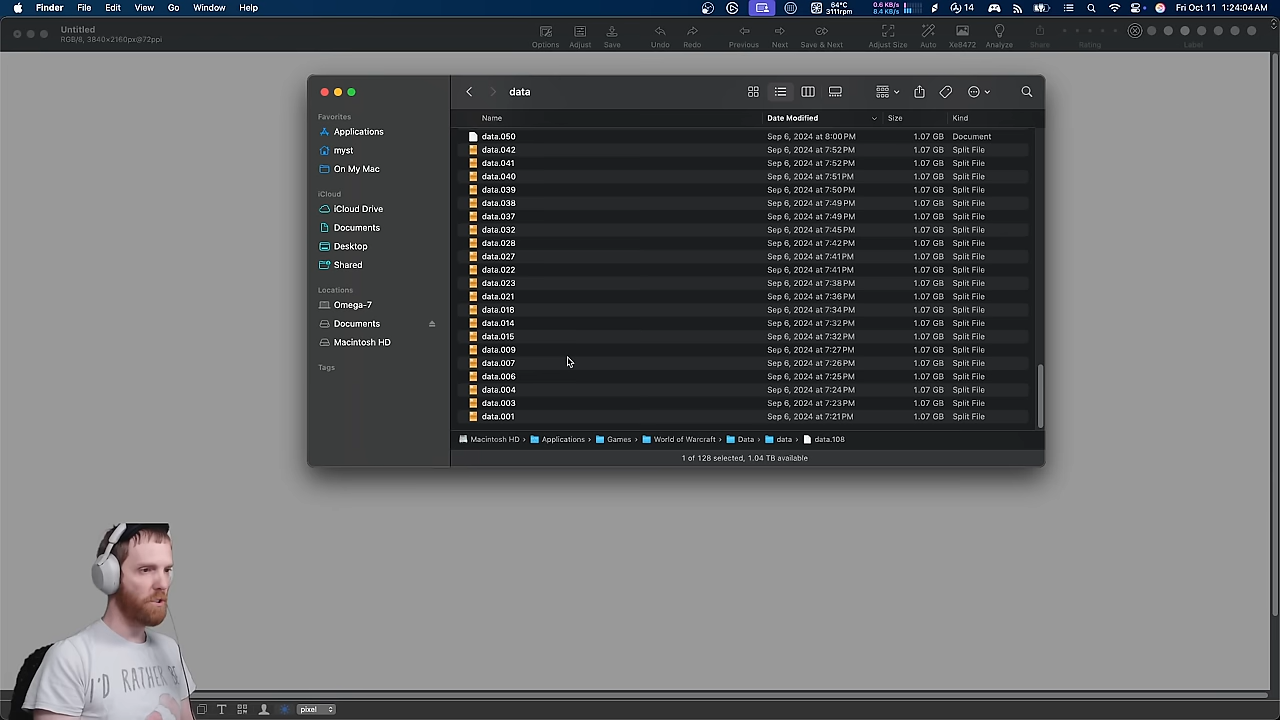 Finder File Edit View Go Window Help
64°C 3111rpm 0.6 KB/s 8.4 KB/s 14 Fri Oct 11 1:24:04 AM
Untitled
RGB/8, 3840×2160px@72ppi
Options Adjust Save Undo Redo Previous Next Save & Next Adjust Size Auto Xe8472 Analyze Share Rating Label
data
Favorites
Applications
myst
On My Mac
iCloud
iCloud Drive
Documents
Desktop
Shared
Locations
Omega-7
Documents
Macintosh HD
Tags
Name Date Modified Size Kind
data.050 Sep 6, 2024 at 8:00 PM 1.07 GB Document
data.042 Sep 6, 2024 at 7:52 PM 1.07 GB Split File
data.041 Sep 6, 2024 at 7:52 PM 1.07 GB Split File
data.040 Sep 6, 2024 at 7:51 PM 1.07 GB Split File
data.039 Sep 6, 2024 at 7:50 PM 1.07 GB Split File
data.038 Sep 6, 2024 at 7:49 PM 1.07 GB Split File
data.037 Sep 6, 2024 at 7:49 PM 1.07 GB Split File
data.032 Sep 6, 2024 at 7:45 PM 1.07 GB Split File
data.028 Sep 6, 2024 at 7:42 PM 1.07 GB Split File
data.027 Sep 6, 2024 at 7:41 PM 1.07 GB Split File
data.022 Sep 6, 2024 at 7:41 PM 1.07 GB Split File
data.023 Sep 6, 2024 at 7:38 PM 1.07 GB Split File
data.021 Sep 6, 2024 at 7:36 PM 1.07 GB Split File
data.018 Sep 6, 2024 at 7:34 PM 1.07 GB Split File
data.014 Sep 6, 2024 at 7:32 PM 1.07 GB Split File
data.015 Sep 6, 2024 at 7:32 PM 1.07 GB Split File
data.009 Sep 6, 2024 at 7:27 PM 1.07 GB Split File
data.007 Sep 6, 2024 at 7:26 PM 1.07 GB Split File
data.006 Sep 6, 2024 at 7:25 PM 1.07 GB Split File
data.004 Sep 6, 2024 at 7:24 PM 1.07 GB Split File
data.003 Sep 6, 2024 at 7:23 PM 1.07 GB Split File
data.001 Sep 6, 2024 at 7:21 PM 1.07 GB Split File
Macintosh HD › Applications › Games › World of Warcraft › Data › data › data.108
1 of 128 selected, 1.04 TB available
I'D RATHER BE
pixel